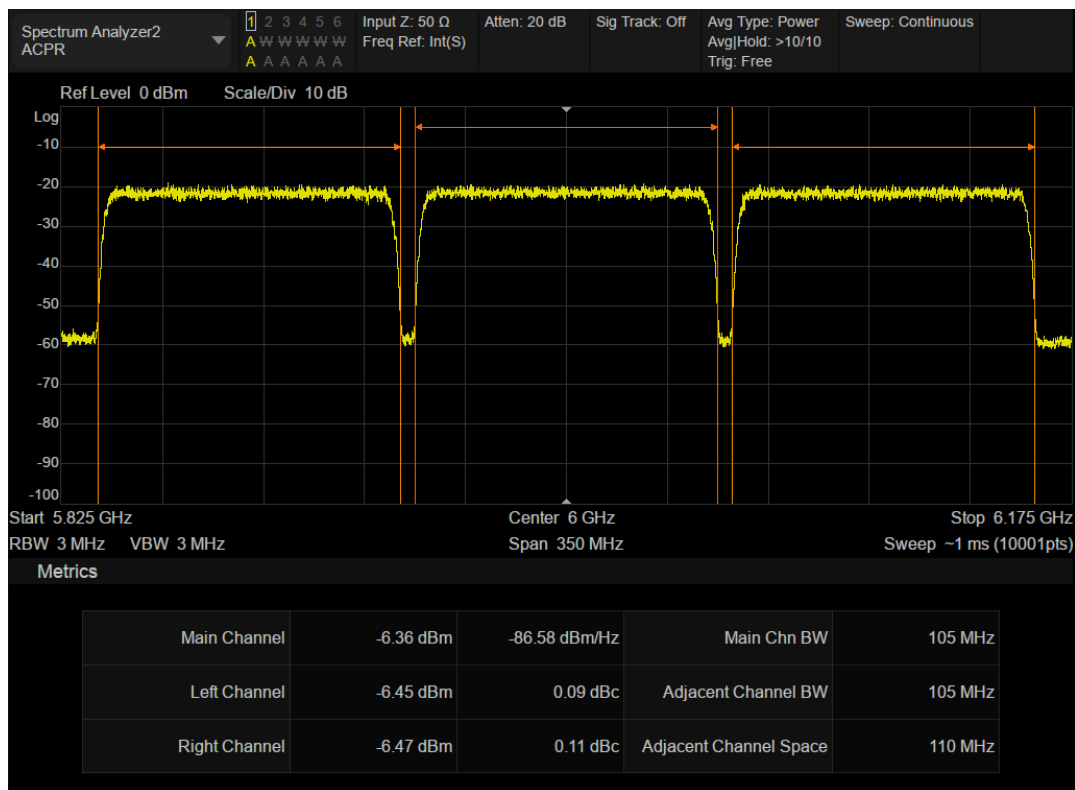 Spectrum Analyzer2
ACPR
1 2 3 4 5 6
A W W W W W
A A A A A A
Input Z: 50 Ω
Freq Ref: Int(S)
Atten: 20 dB
Sig Track: Off
Avg Type: Power
Avg|Hold: >10/10
Trig: Free
Sweep: Continuous
Ref Level 0 dBm Scale/Div 10 dB
Log
-10
-20
-30
-40
-50
-60
-70
-80
-90
-100
Start 5.825 GHz Center 6 GHz Stop 6.175 GHz
RBW 3 MHz VBW 3 MHz Span 350 MHz Sweep ~1 ms (10001pts)
Metrics
Main Channel -6.36 dBm -86.58 dBm/Hz Main Chn BW 105 MHz
Left Channel -6.45 dBm 0.09 dBc Adjacent Channel BW 105 MHz
Right Channel -6.47 dBm 0.11 dBc Adjacent Channel Space 110 MHz